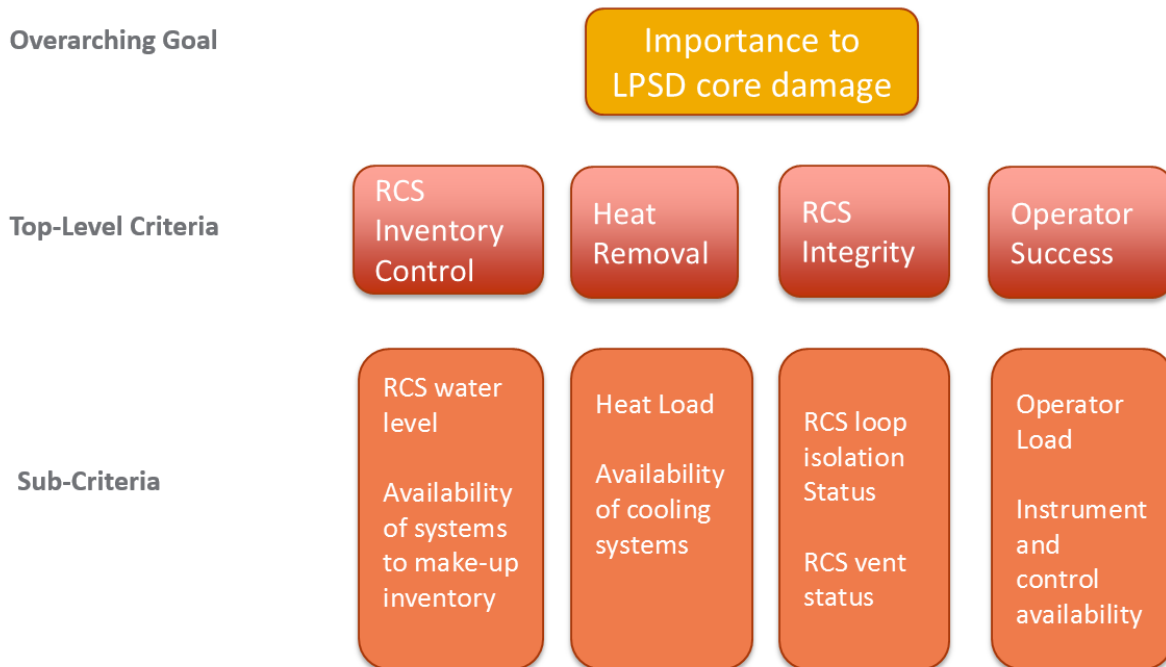 Overarching Goal
Importance to
LPSD core damage
Top-Level Criteria
RCS
Inventory
Control
Heat
Removal
RCS
Integrity
Operator
Success
Sub-Criteria
RCS water
level
Availability
of systems
to make-up
inventory
Heat Load
Availability
of cooling
systems
RCS loop
isolation
Status
RCS vent
status
Operator
Load
Instrument
and
control
availability